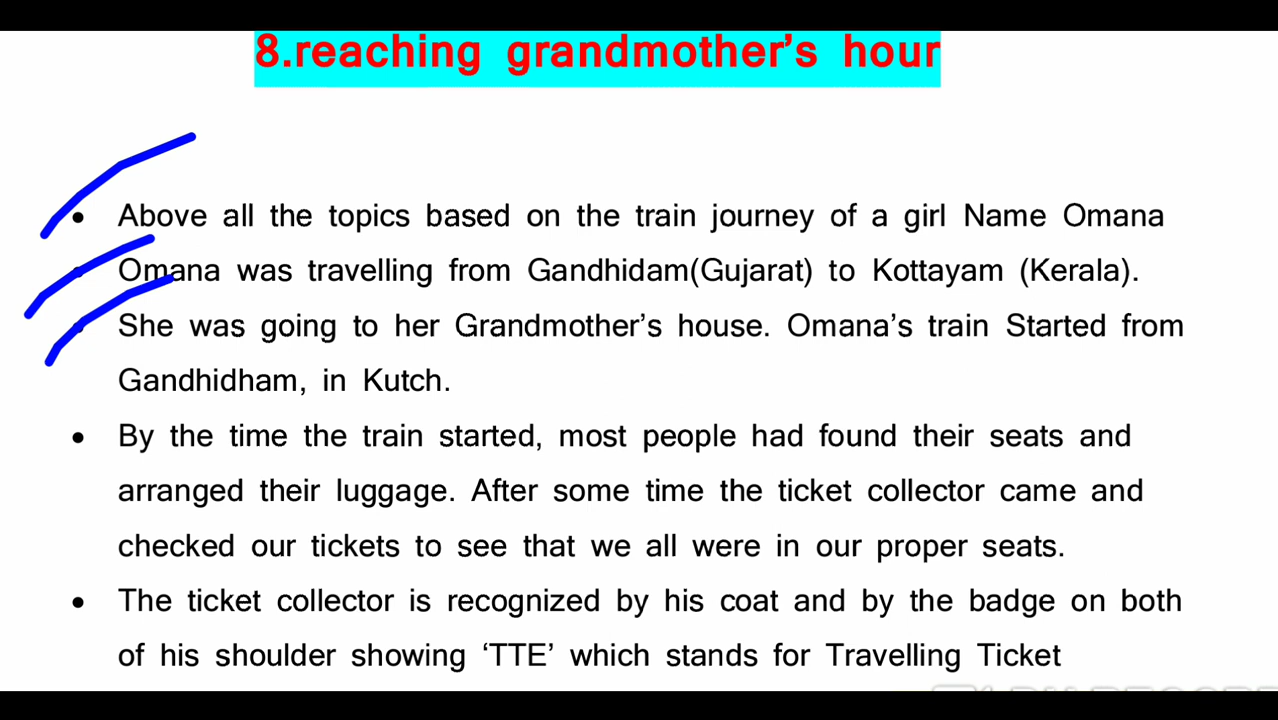 8.reaching grandmother’s hour
• Above all the topics based on the train journey of a girl Name Omana
• Omana was travelling from Gandhidam(Gujarat) to Kottayam (Kerala).
• She was going to her Grandmother’s house. Omana’s train Started from
Gandhidham, in Kutch.
• By the time the train started, most people had found their seats and
arranged their luggage. After some time the ticket collector came and
checked our tickets to see that we all were in our proper seats.
• The ticket collector is recognized by his coat and by the badge on both
of his shoulder showing ‘TTE’ which stands for Travelling Ticket